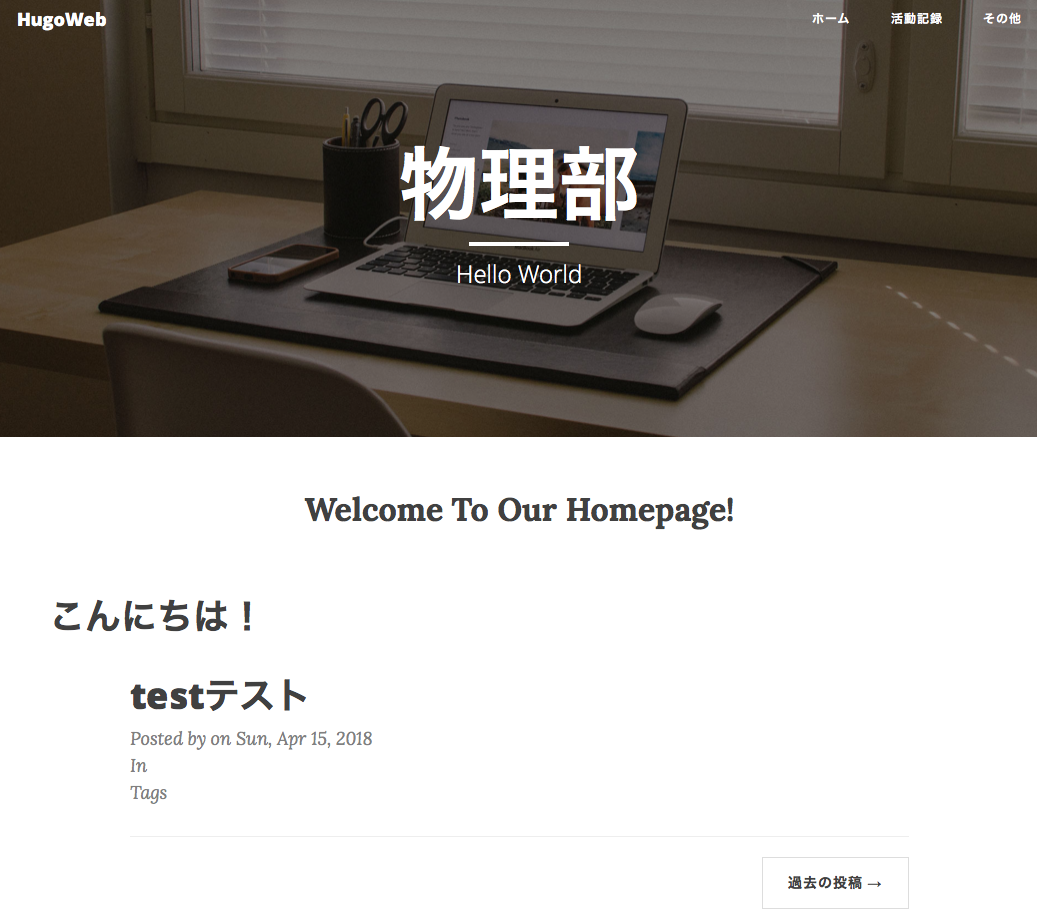 HugoWeb
ホーム 活動記録 その他
物理部
Hello World
Welcome To Our Homepage!
こんにちは！
testテスト
Posted by on Sun, Apr 15, 2018
In
Tags
過去の投稿 →